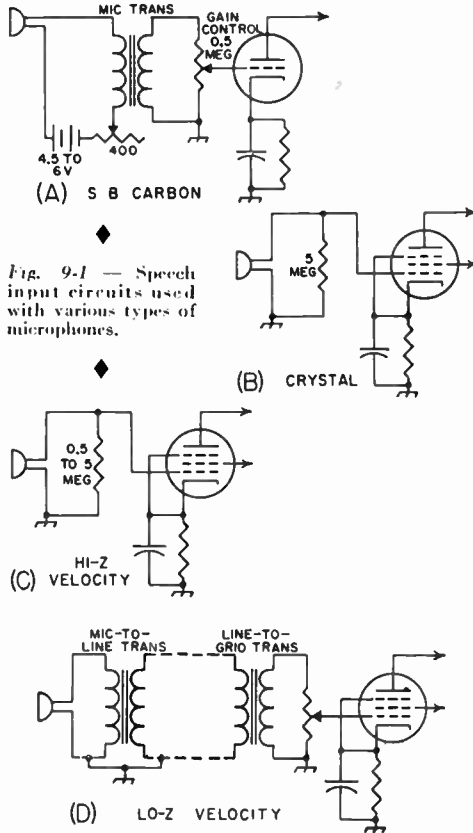 MIC TRANS
GAIN
CONTROL
0.5
MEG
4.5 TO
6V
400
(A) S B CARBON
Fig. 9-1 — Speech
input circuits used
with various types of
microphones.
5
MEG
(B) CRYSTAL
0.5
TO 5
MEG
(C) HI-Z
VELOCITY
MIC-TO-
LINE TRANS
LINE-TO-
GRID TRANS
(D) LO-Z VELOCITY